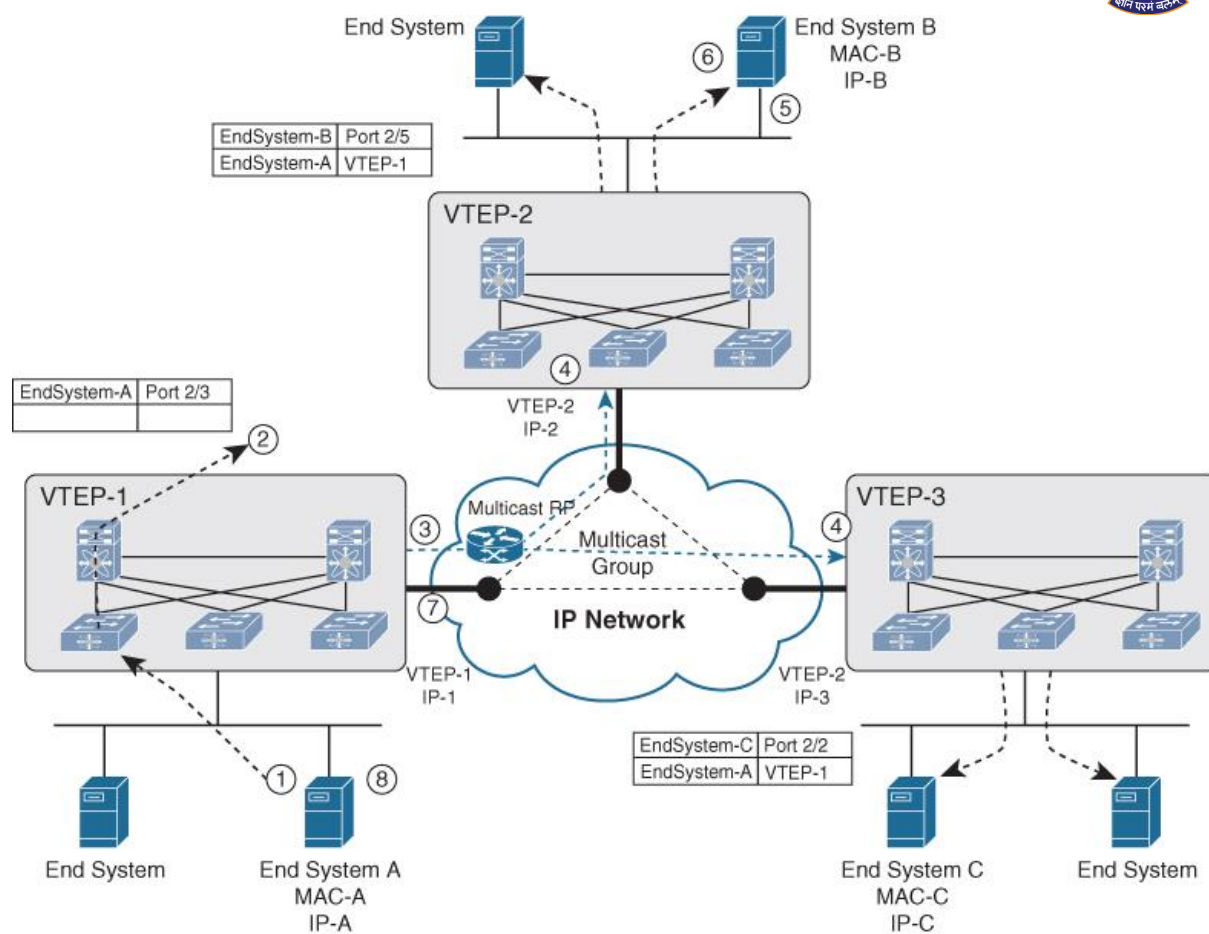 ज्ञान परमं बलम्
End System
End System B
MAC-B
IP-B
6
5
EndSystem-B Port 2/5
EndSystem-A VTEP-1
VTEP-2
4
EndSystem-A Port 2/3
VTEP-2
IP-2
2
VTEP-1
VTEP-3
3
Multicast RP
4
Multicast
Group
7
IP Network
VTEP-1
IP-1
VTEP-2
IP-3
EndSystem-C Port 2/2
EndSystem-A VTEP-1
1
8
End System
End System A
MAC-A
IP-A
End System C
MAC-C
IP-C
End System